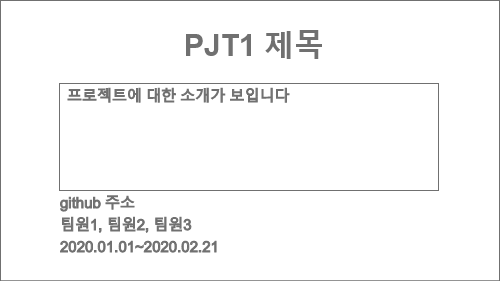 PJT1 제목
프로젝트에 대한 소개가 보입니다
github 주소
팀원1, 팀원2, 팀원3
2020.01.01~2020.02.21